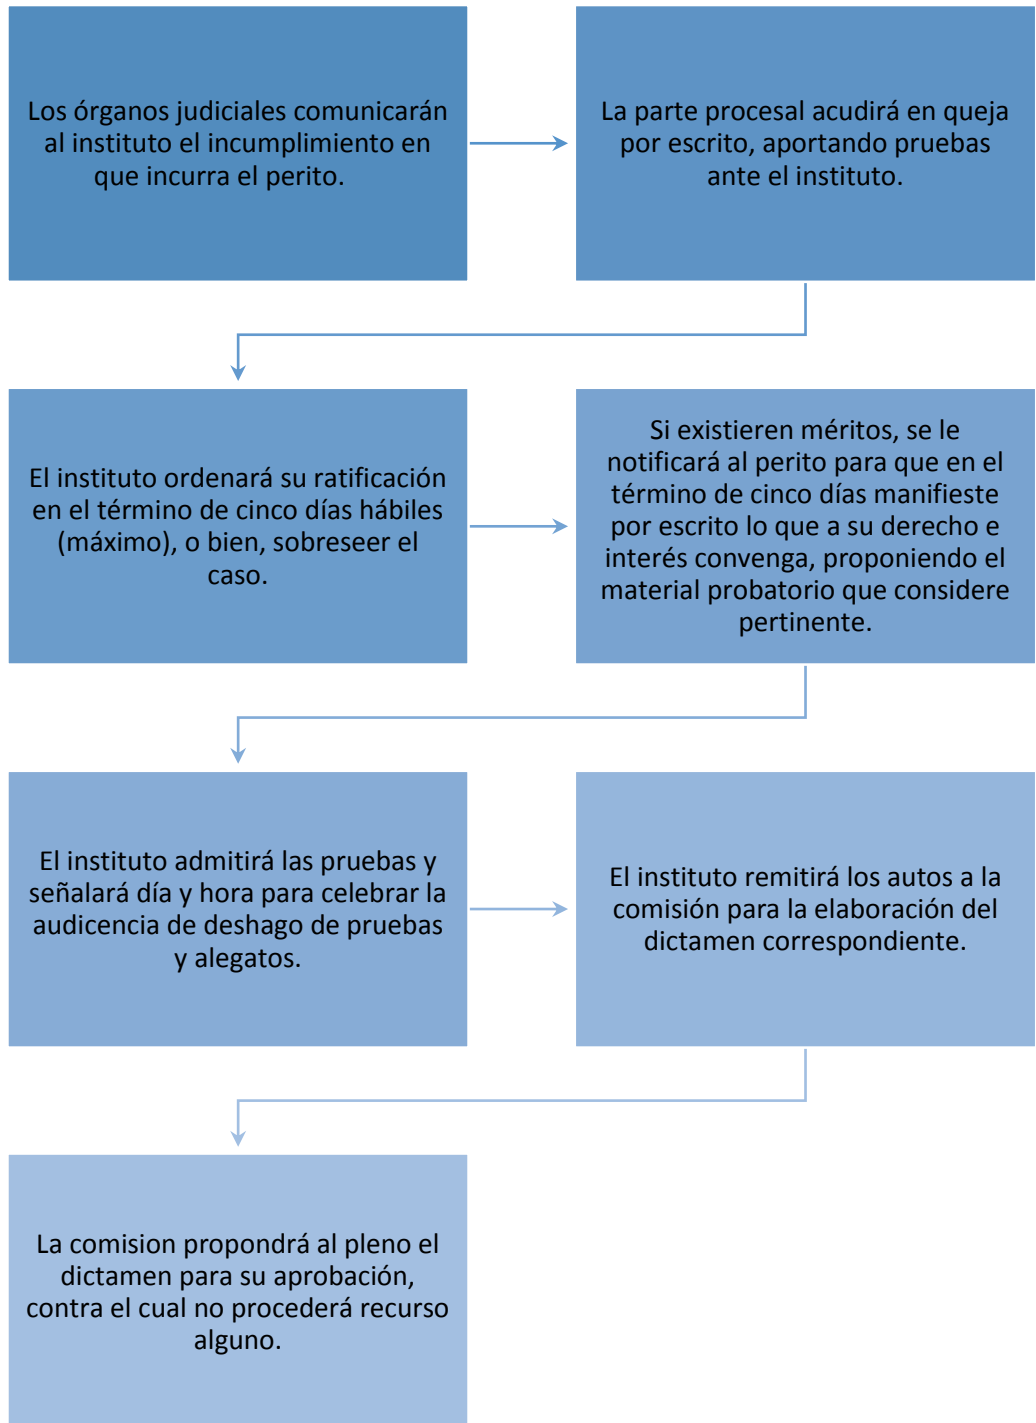 Los órganos judiciales comunicarán
al instituto el incumplimiento en
que incurra el perito.
La parte procesal acudirá en queja
por escrito, aportando pruebas
ante el instituto.
El instituto ordenará su ratificación
en el término de cinco días hábiles
(máximo), o bien, sobreseer el
caso.
Si existieren méritos, se le
notificará al perito para que en el
término de cinco días manifieste
por escrito lo que a su derecho e
interés convenga, proponiendo el
material probatorio que considere
pertinente.
El instituto admitirá las pruebas y
señalará día y hora para celebrar la
audicencia de deshago de pruebas
y alegatos.
El instituto remitirá los autos a la
comisión para la elaboración del
dictamen correspondiente.
La comision propondrá al pleno el
dictamen para su aprobación,
contra el cual no procederá recurso
alguno.